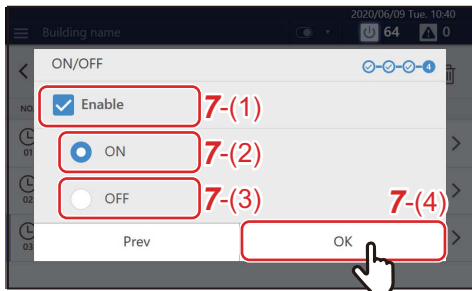 2020/06/09 Tue. 10:40
Building name
64
0
ON/OFF
4
NO.
Enable
7-(1)
01
ON
7-(2)
02
OFF
7-(3)
7-(4)
03
Prev
OK